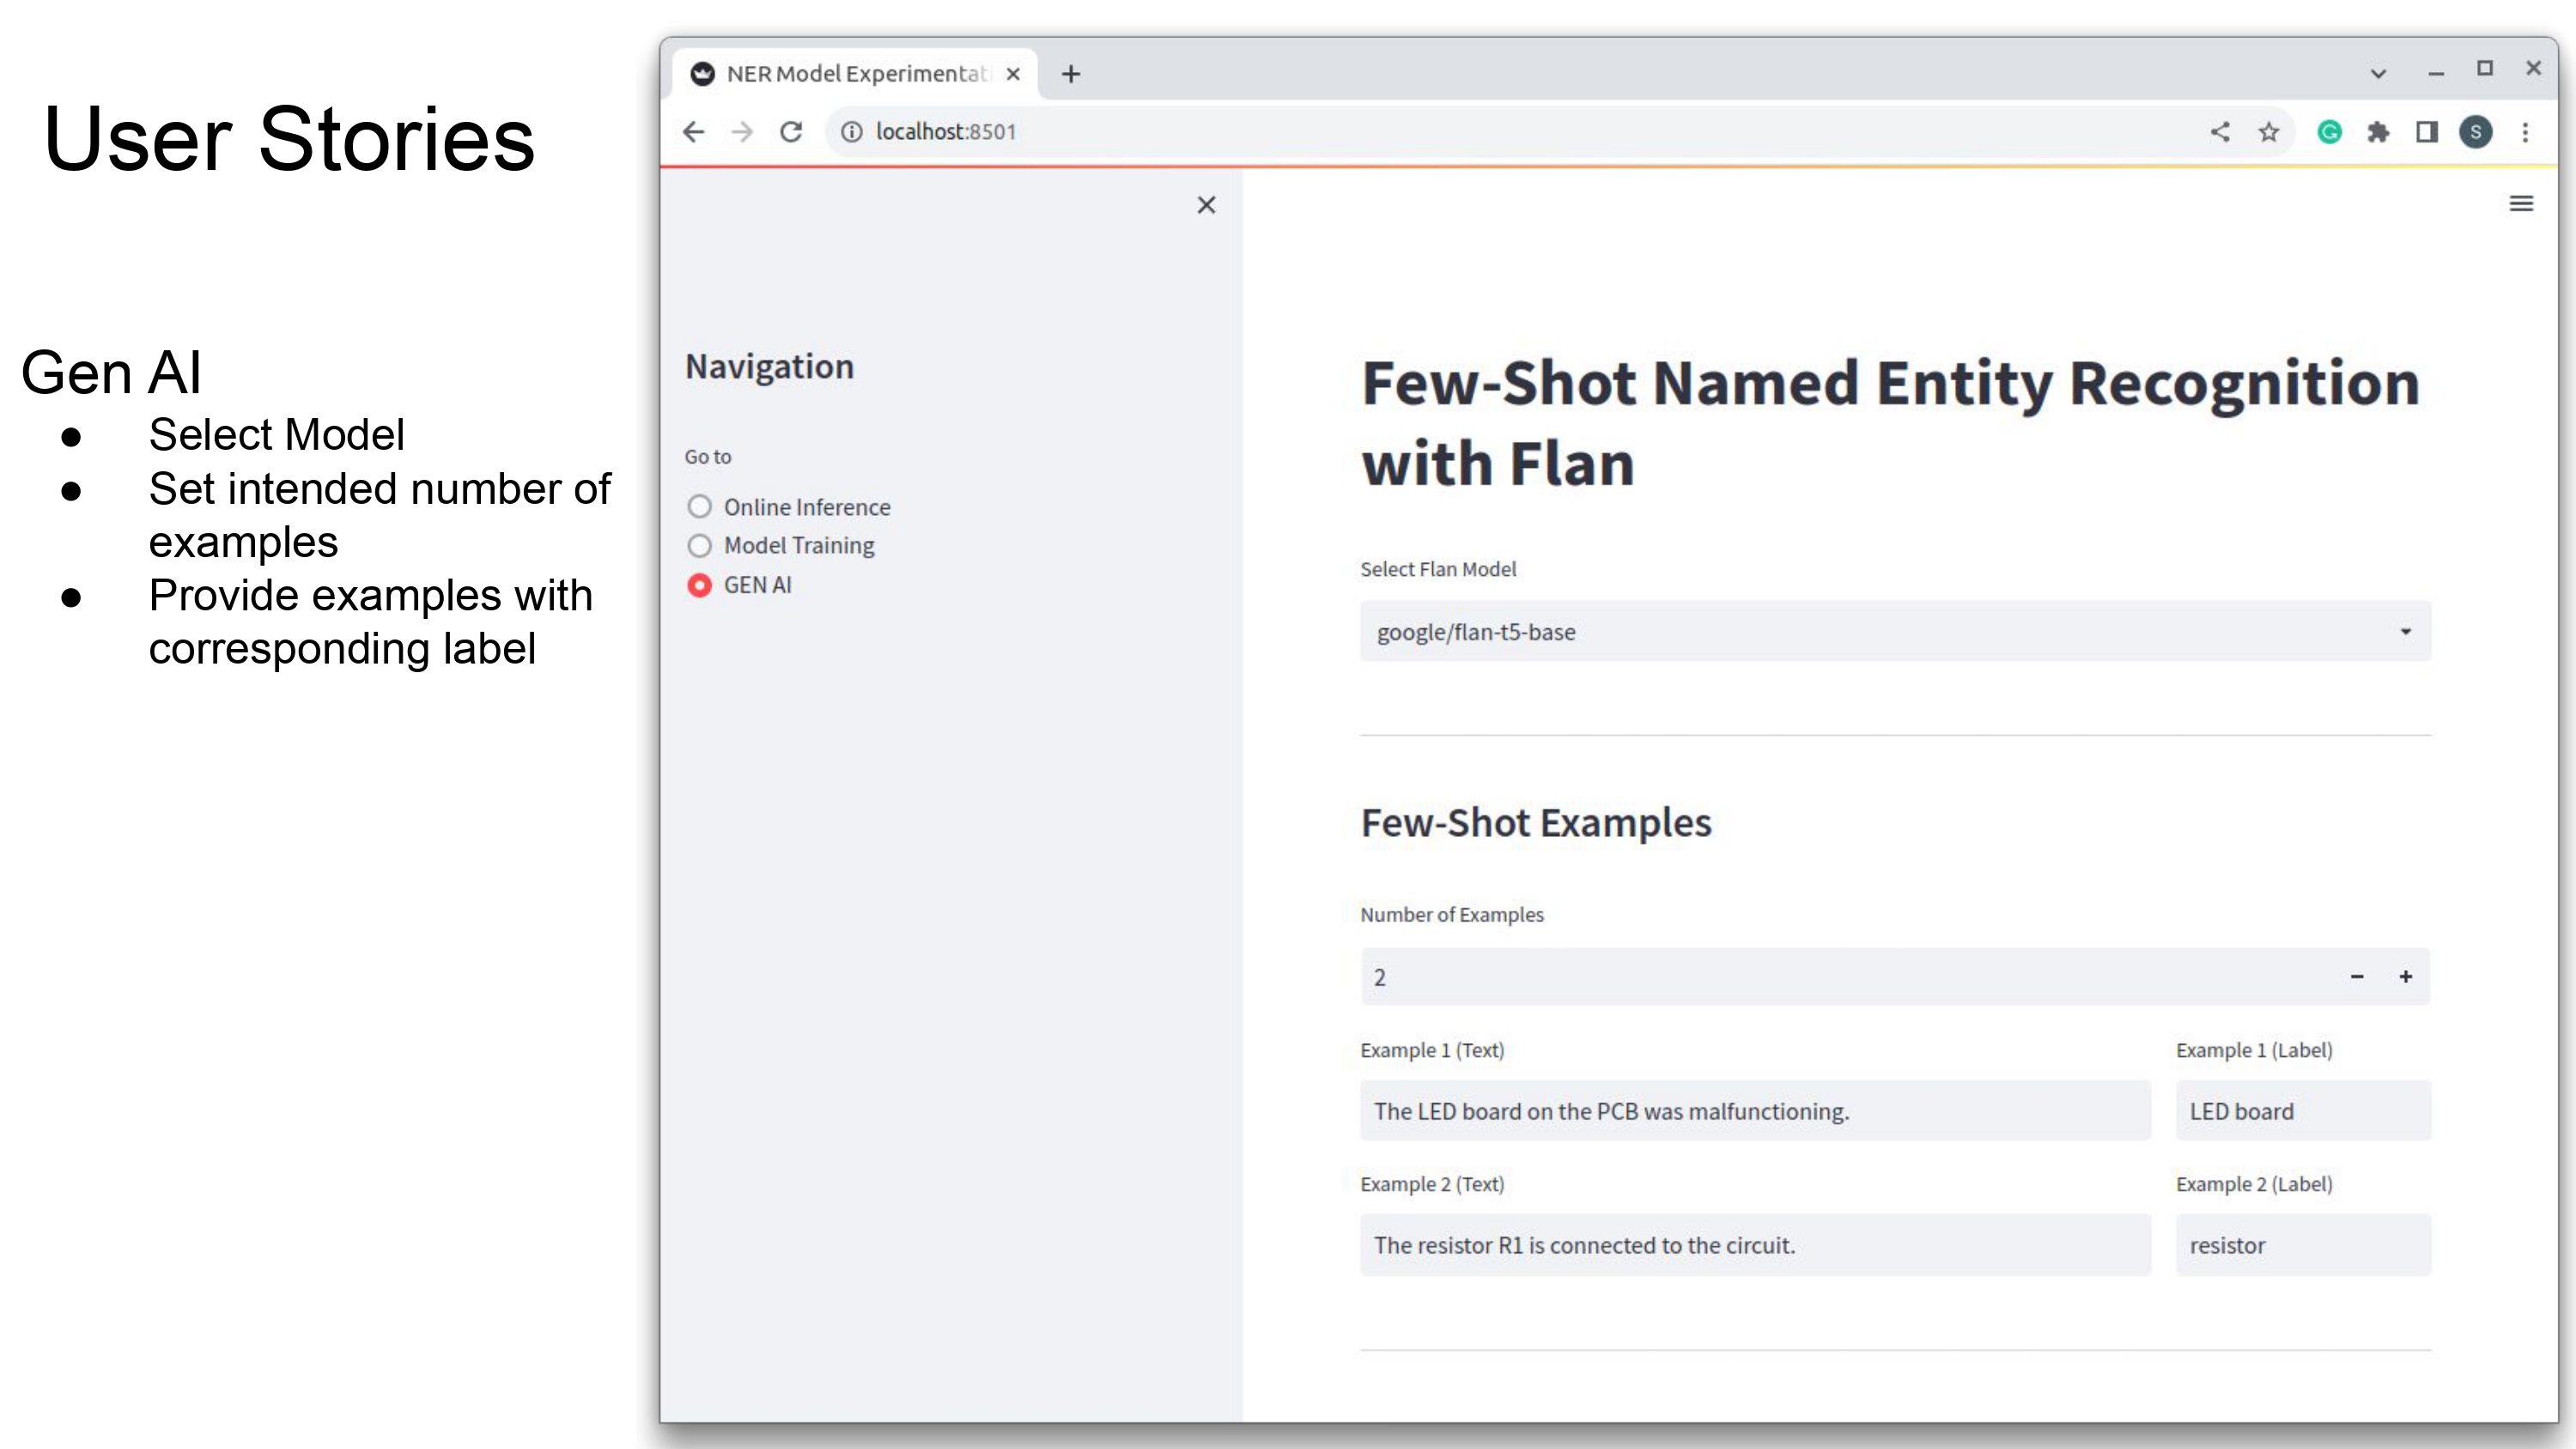 User Stories
Gen AI
● Select Model
● Set intended number of
examples
● Provide examples with
corresponding label
NER Model Experimentat
localhost:8501
S
Navigation
Go to
Online Inference
Model Training
GEN AI
Few-Shot Named Entity Recognition
with Flan
Select Flan Model
google/flan-t5-base
Few-Shot Examples
Number of Examples
2
Example 1 (Text)
Example 1 (Label)
The LED board on the PCB was malfunctioning.
LED board
Example 2 (Text)
Example 2 (Label)
The resistor R1 is connected to the circuit.
resistor